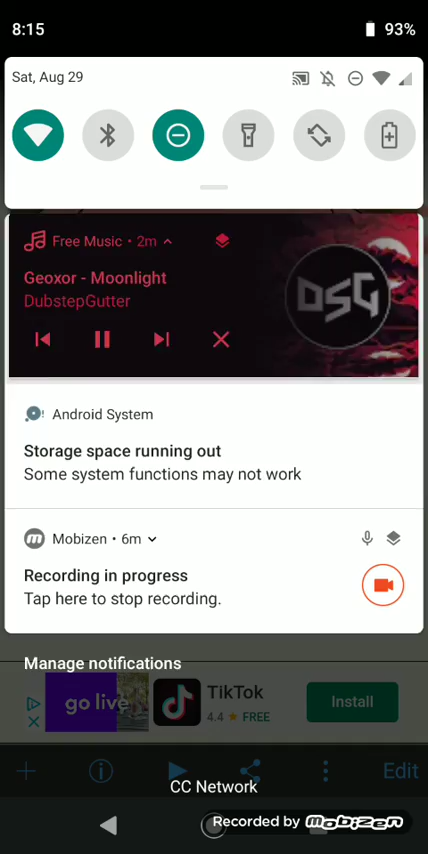 8:15
93%
Sat, Aug 29
Free Music • 2m
Geoxor - Moonlight
DubstepGutter
DSG
Android System
Storage space running out
Some system functions may not work
Mobizen • 6m
Recording in progress
Tap here to stop recording.
Manage notifications
go live
TikTok
4.4 ★ FREE
Install
Edit
CC Network
Recorded by mobizen